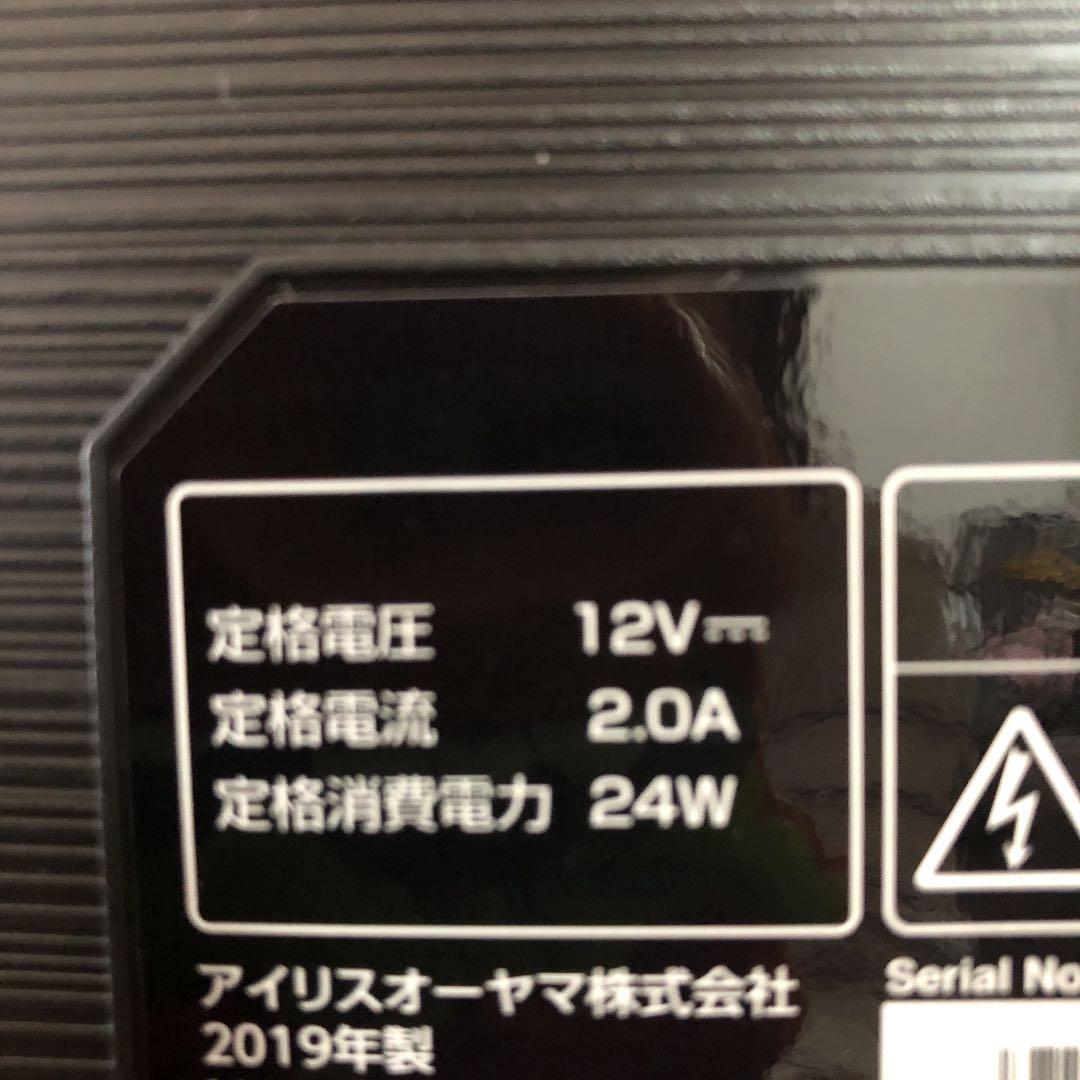 定格電圧 12V⎓
定格電流 2.0A
定格消費電力 24W
アイリスオーヤマ株式会社
2019年製
Serial No